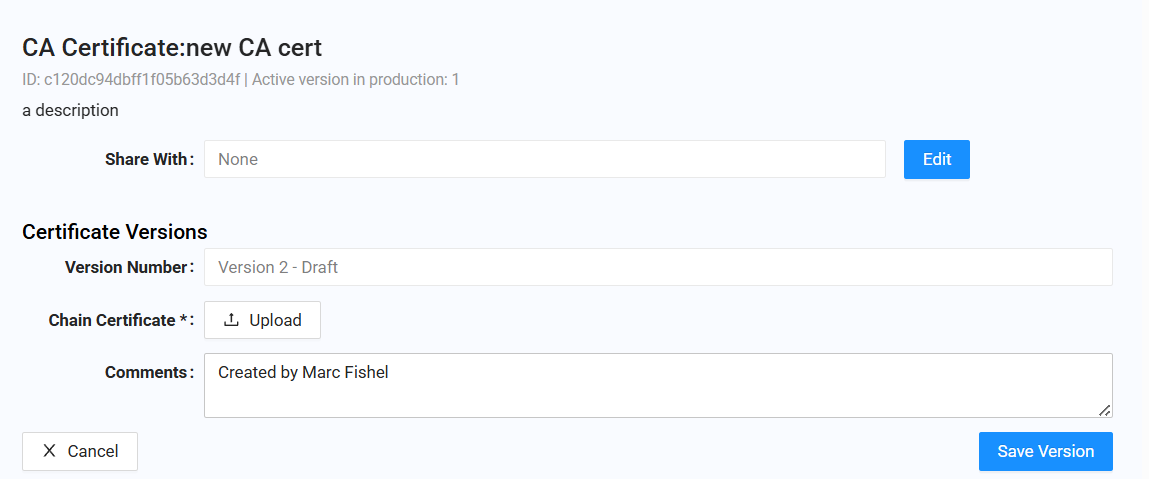 CA Certificate:new CA cert
ID: c120dc94dbff1f05b63d3d4f | Active version in production: 1
a description
Share With: None Edit
Certificate Versions
Version Number: Version 2 - Draft
Chain Certificate *: Upload
Comments: Created by Marc Fishel
Cancel Save Version